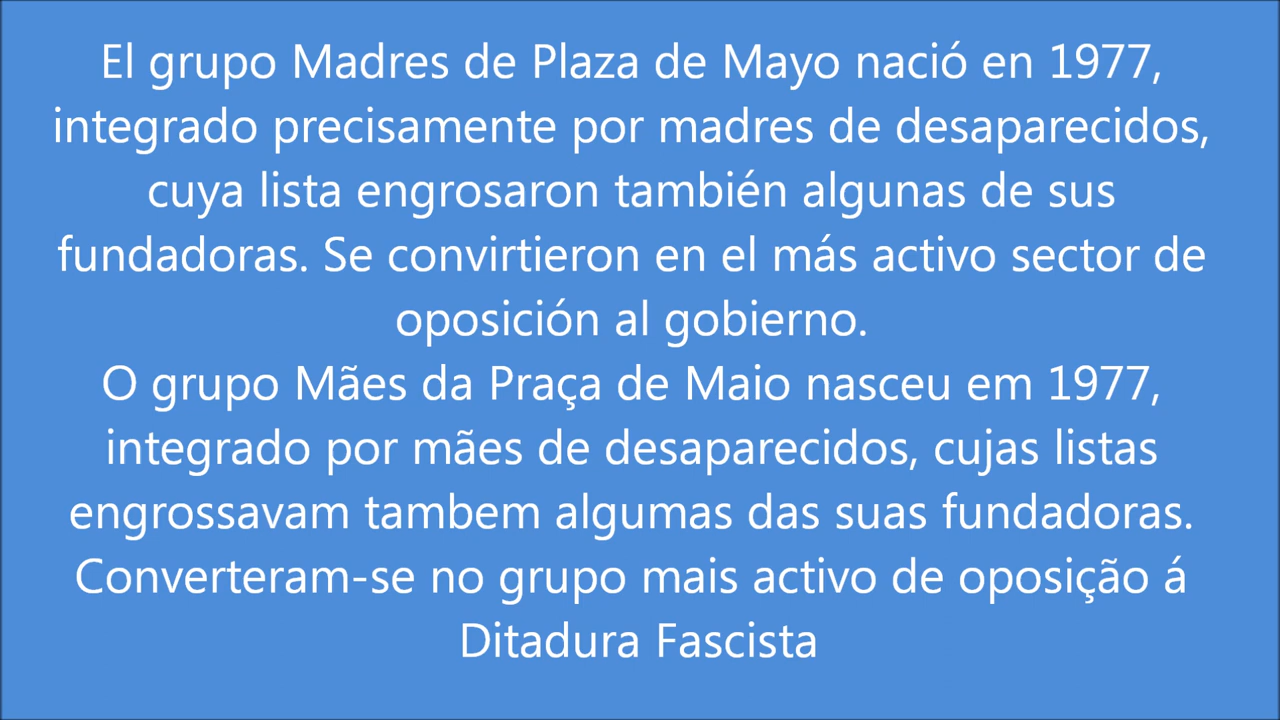 El grupo Madres de Plaza de Mayo nació en 1977,
integrado precisamente por madres de desaparecidos,
cuya lista engrosaron también algunas de sus
fundadoras. Se convirtieron en el más activo sector de
oposición al gobierno.
O grupo Mães da Praça de Maio nasceu em 1977,
integrado por mães de desaparecidos, cujas listas
engrossavam tambem algumas das suas fundadoras.
Converteram-se no grupo mais activo de oposição á
Ditadura Fascista